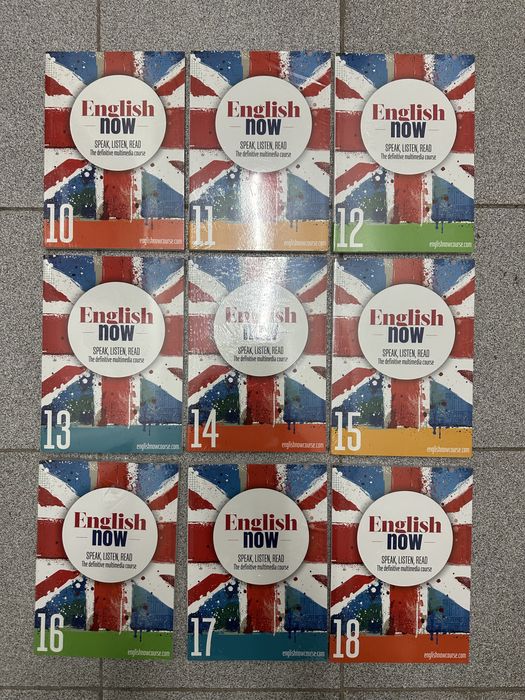 English
now
SPEAK, LISTEN, READ
The definitive multimedia course
10
englishnowcourse.com
English
now
SPEAK, LISTEN, READ
The definitive multimedia course
11
englishnowcourse.com
English
now
SPEAK, LISTEN, READ
The definitive multimedia course
12
englishnowcourse.com
English
now
SPEAK, LISTEN, READ
The definitive multimedia course
13
englishnowcourse.com
English
now
SPEAK, LISTEN, READ
The definitive multimedia course
14
englishnowcourse.com
English
now
SPEAK, LISTEN, READ
The definitive multimedia course
15
englishnowcourse.com
English
now
SPEAK, LISTEN, READ
The definitive multimedia course
16
englishnowcourse.com
English
now
SPEAK, LISTEN, READ
The definitive multimedia course
17
englishnowcourse.com
English
now
SPEAK, LISTEN, READ
The definitive multimedia course
18
englishnowcourse.com